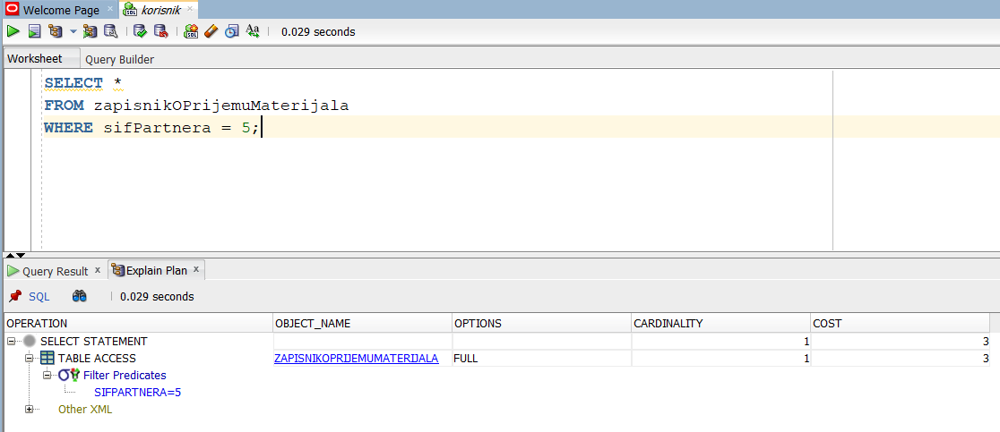 Welcome Page × korisnik ×
0.029 seconds
Worksheet Query Builder
SELECT *
FROM zapisnikOPrijemuMaterijala
WHERE sifPartnera = 5;
Query Result × Explain Plan ×
SQL 0.029 seconds
OPERATION OBJECT_NAME OPTIONS CARDINALITY COST
SELECT STATEMENT 1 3
TABLE ACCESS ZAPISNIKOPRIJEMUMATERIJALA FULL 1 3
Filter Predicates
SIFPARTNERA=5
Other XML